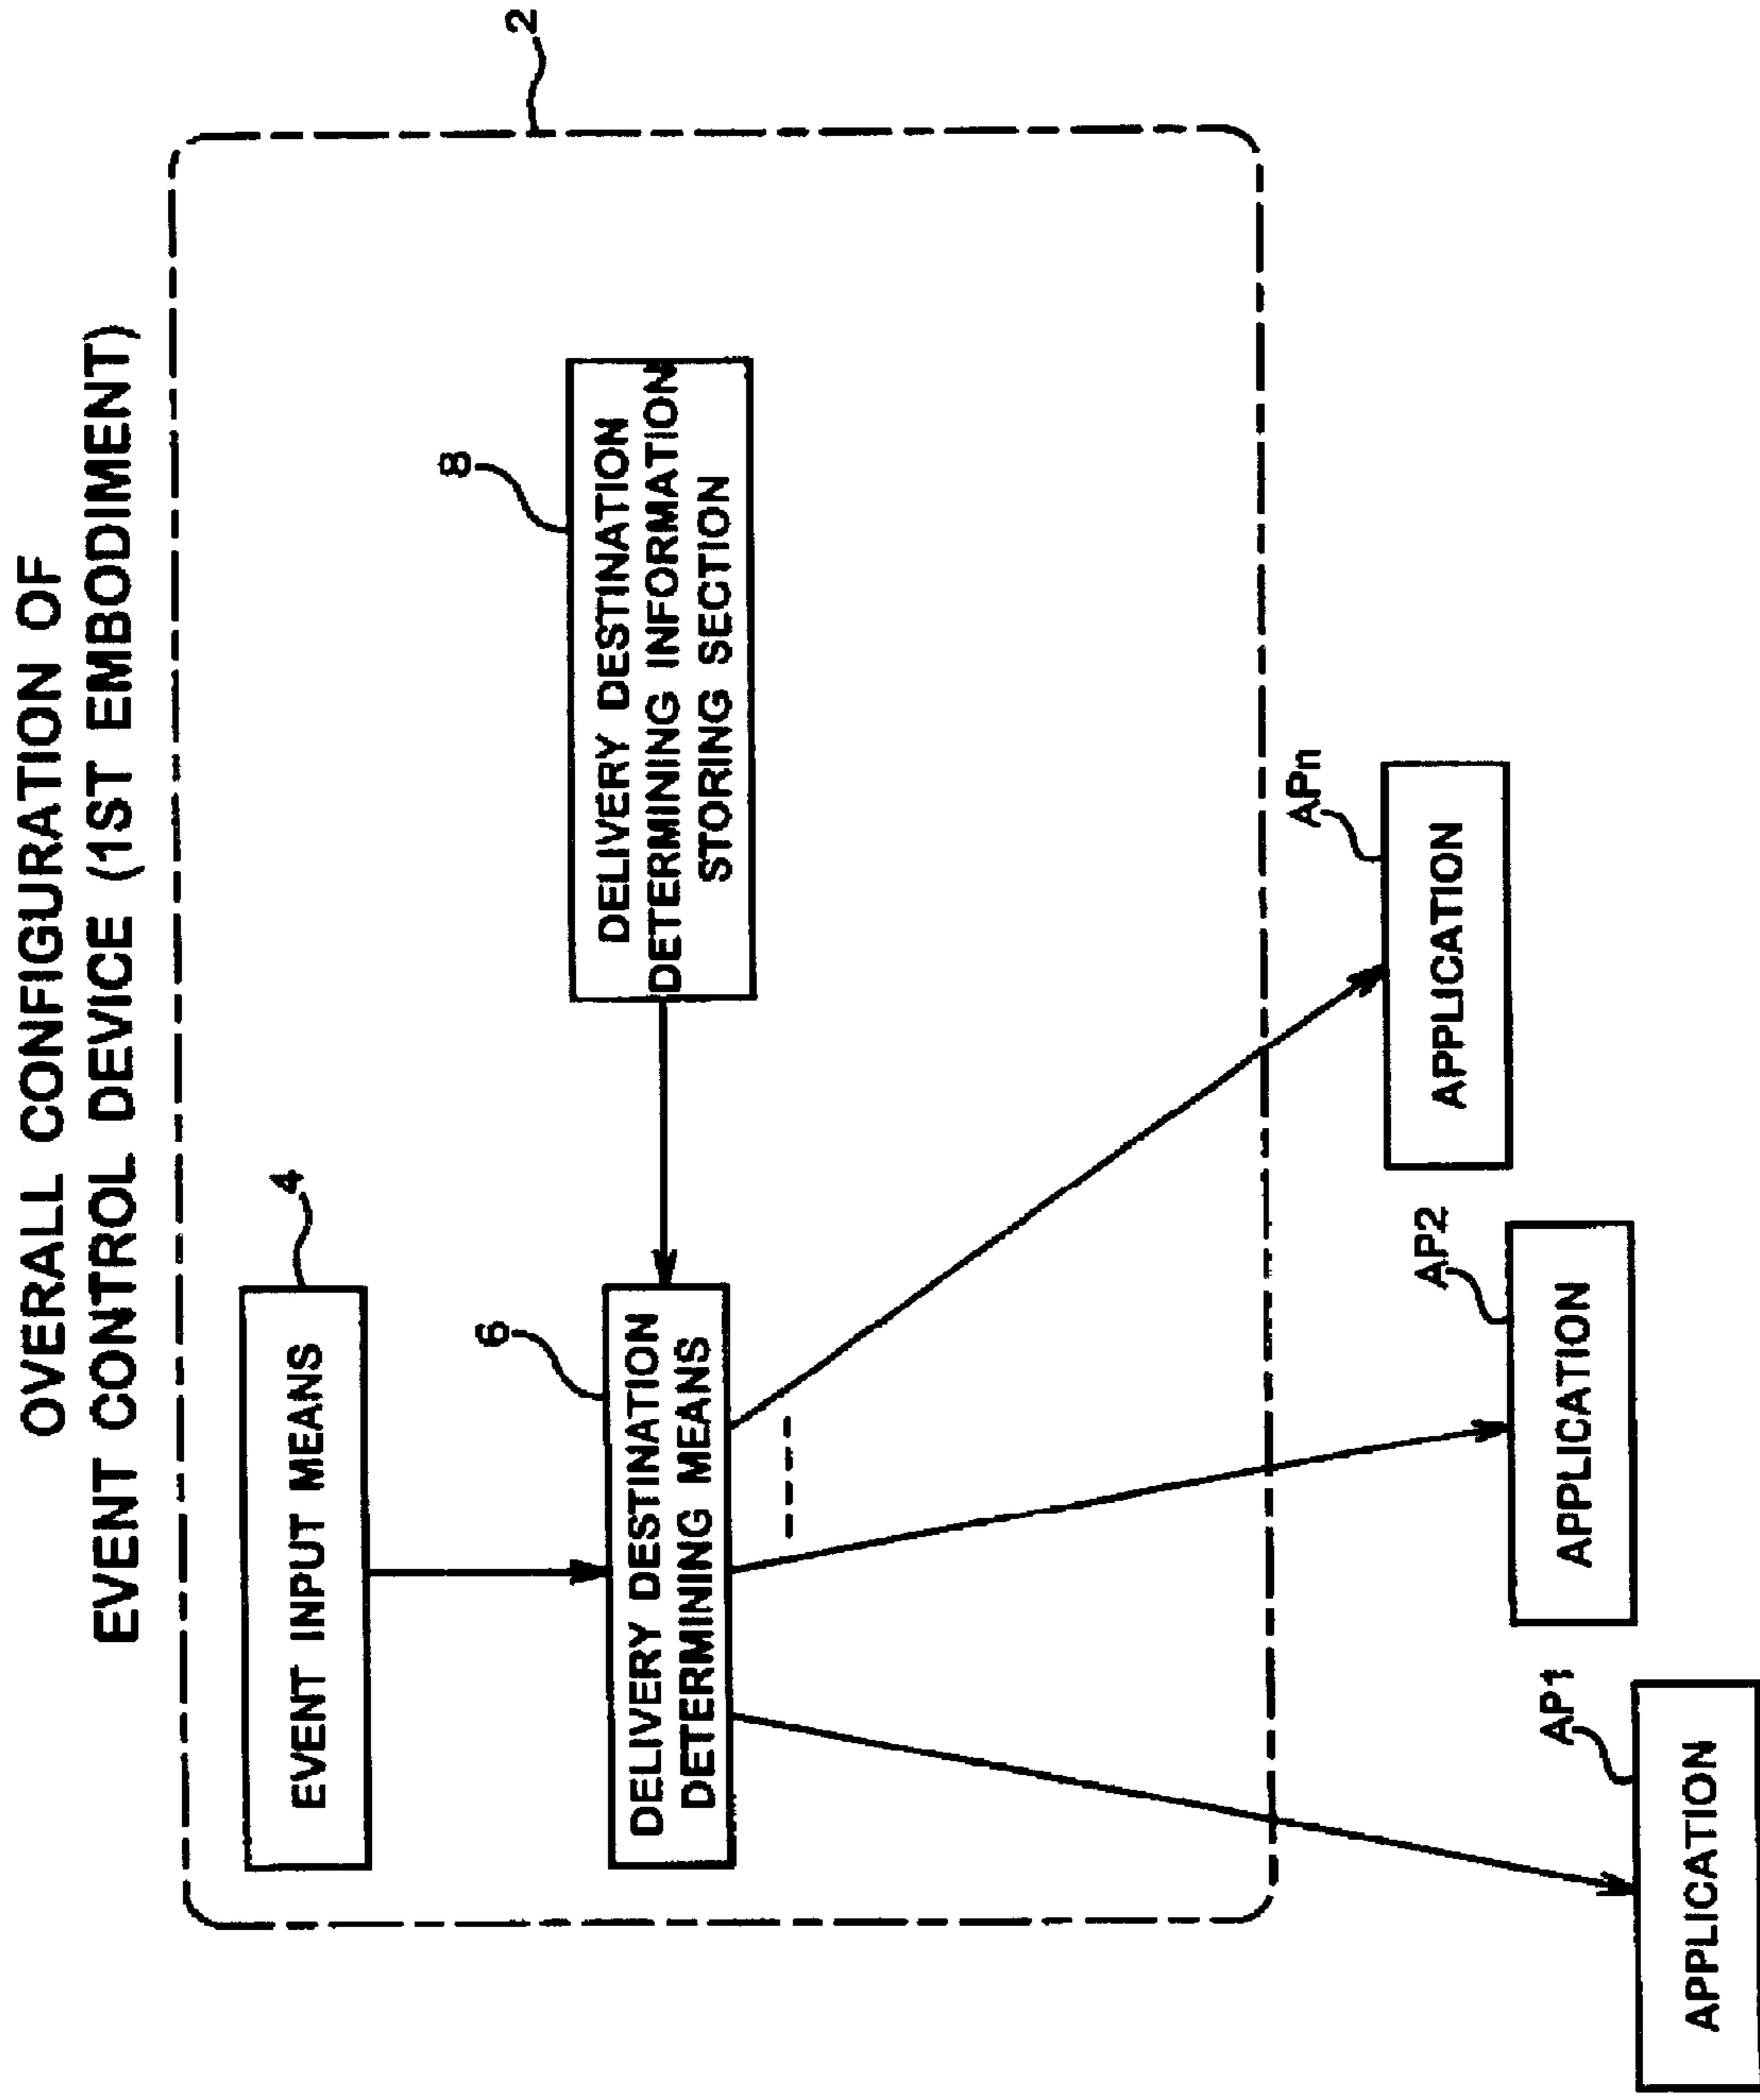 OVERALL CONFIGURATION OF
EVENT CONTROL DEVICE (1ST EMBODIMENT)
2
4
EVENT INPUT MEANS
6
DELIVERY DESTINATION
DETERMINING MEANS
8
DELIVERY DESTINATION
DETERMINING INFORMATION
STORING SECTION
AP1
APPLICATION
AP2
APPLICATION
APn
APPLICATION